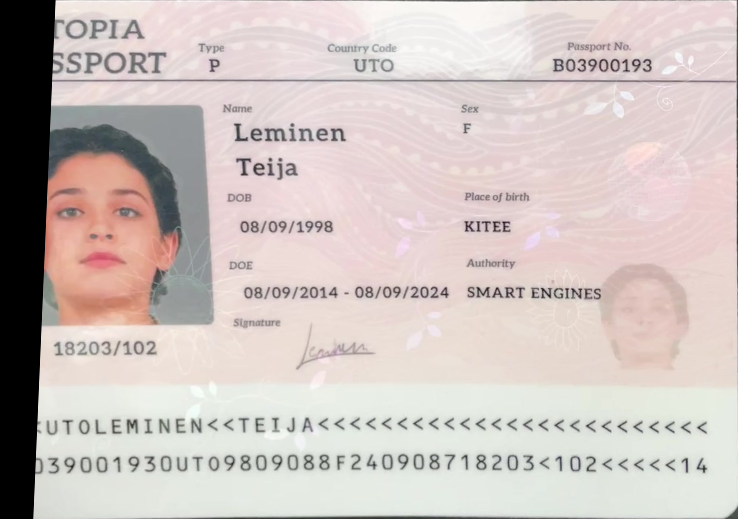 TOPIA
SSPORT
Type
P
Country Code
UTO
Passport No.
B03900193
Name
Leminen
Teija
Sex
F
DOB
08/09/1998
Place of birth
KITEE
DOE
08/09/2014 - 08/09/2024
Authority
SMART ENGINES
Signature
Leminen
18203/102
<UTOLEMINEN<<TEIJA<<<<<<<<<<<<<<<<<<<<<<<<<<
039001930UTO9809088F240908718203<102<<<<<14